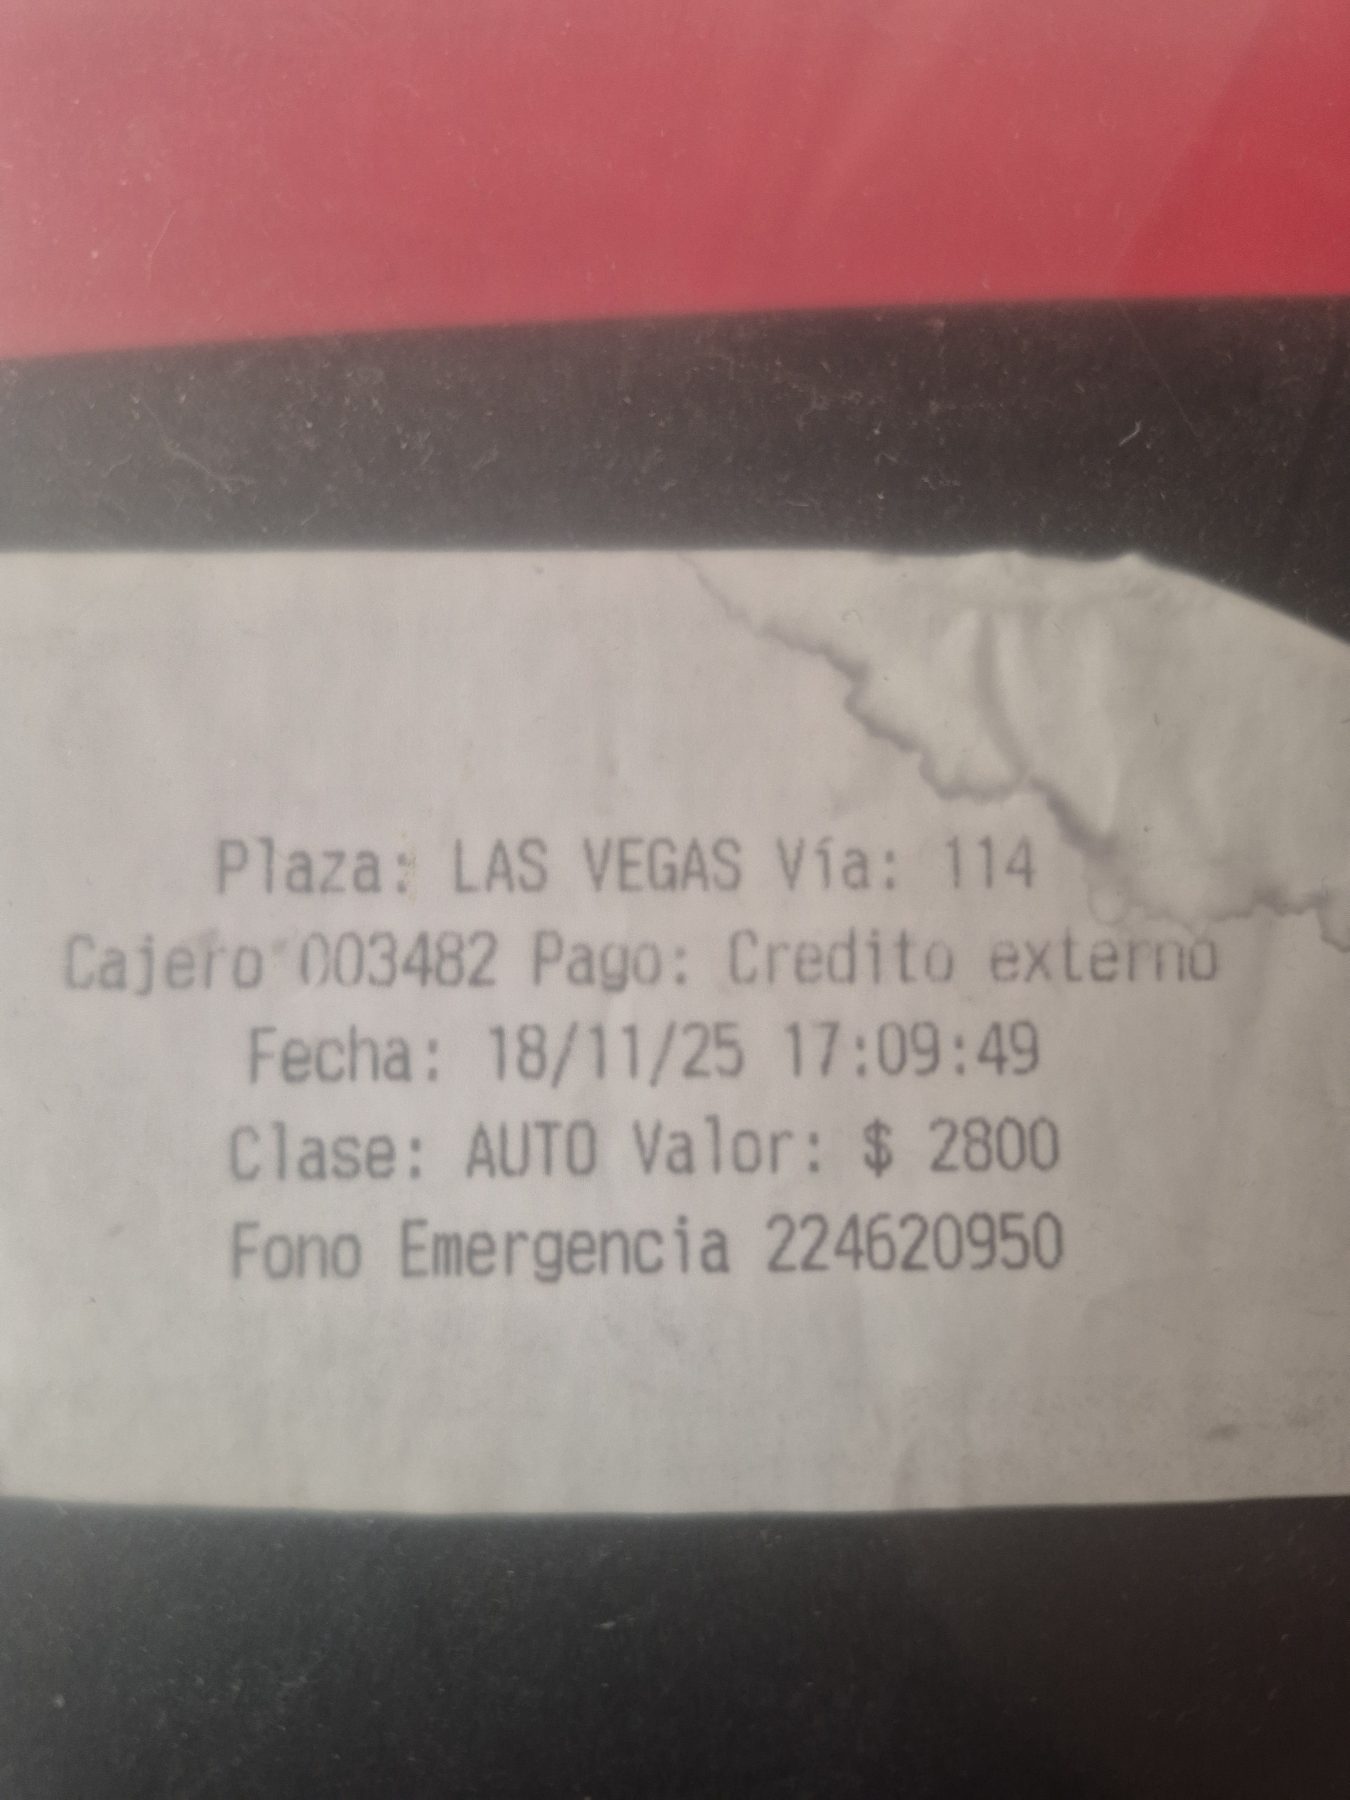 Plaza: LAS VEGAS Vía: 114
Cajero 003482 Pago: Credito externo
Fecha: 18/11/25 17:09:49
Clase: AUTO Valor: $ 2800
Fono Emergencia 224620950